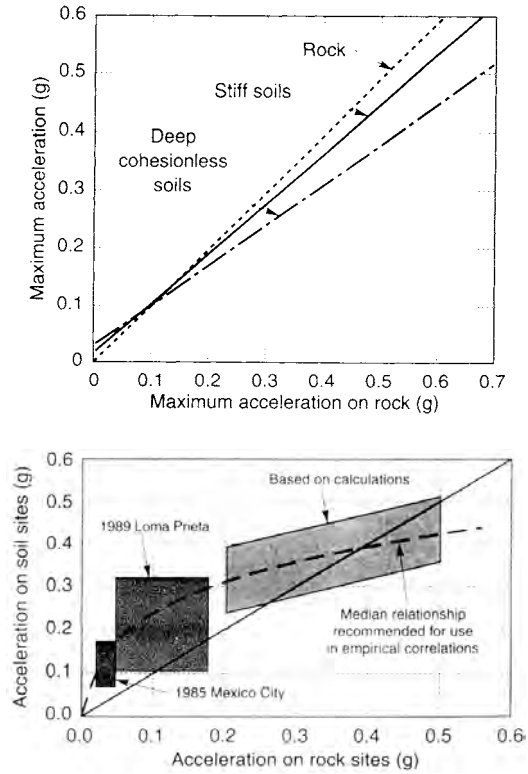 0.6
Rock
0.5
Stiff soils
0.4
Deep
cohesionless
soils
0.3
0.2
0.1
0
Maximum acceleration (g)
0 0.1 0.2 0.3 0.4 0.5 0.6 0.7
Maximum acceleration on rock (g)
0.6
Based on calculations
0.5
1989 Loma Prieta
0.4
0.3
Median relationship
recommended for use
in empirical correlations
0.2
0.1
1985 Mexico City
0.0
Acceleration on soil sites (g)
0.0 0.1 0.2 0.3 0.4 0.5 0.6
Acceleration on rock sites (g)